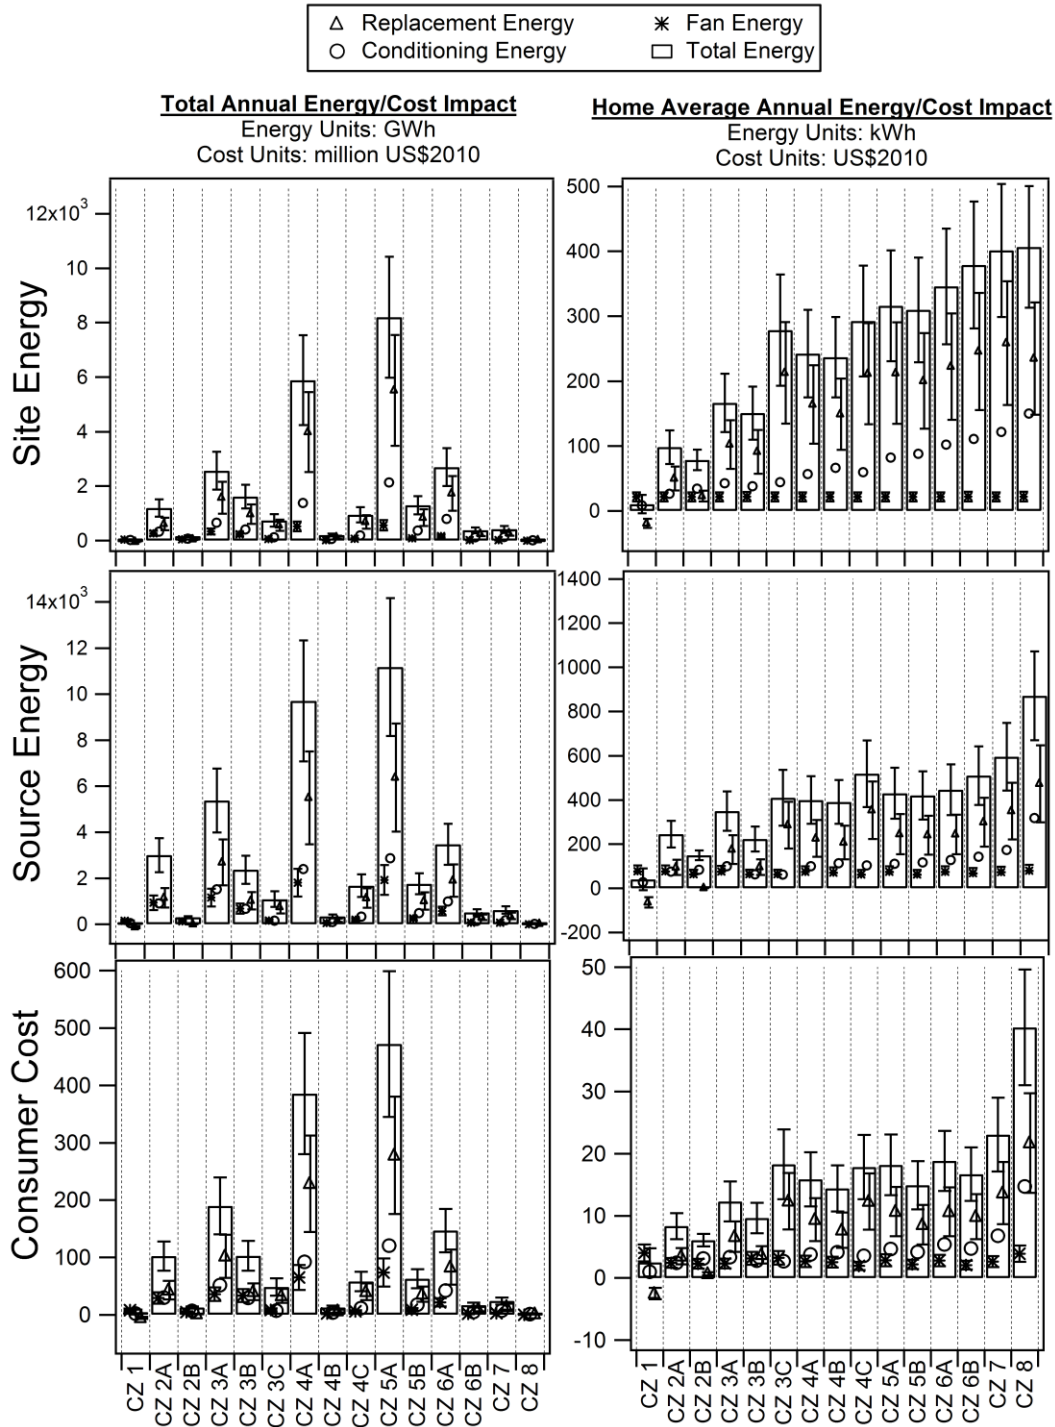 Replacement Energy
Fan Energy
Conditioning Energy
Total Energy
Total Annual Energy/Cost Impact
Energy Units: GWh
Cost Units: million US$2010
Home Average Annual Energy/Cost Impact
Energy Units: kWh
Cost Units: US$2010
Site Energy
12x10³
10
8
6
4
2
0
500
400
300
200
100
0
Source Energy
14x10³
12
10
8
6
4
2
0
1400
1200
1000
800
600
400
200
0
-200
Consumer Cost
600
500
400
300
200
100
0
50
40
30
20
10
0
-10
CZ 1
CZ 2A
CZ 2B
CZ 3A
CZ 3B
CZ 3C
CZ 4A
CZ 4B
CZ 4C
CZ 5A
CZ 5B
CZ 6A
CZ 6B
CZ 7
CZ 8
CZ 1
CZ 2A
CZ 2B
CZ 3A
CZ 3B
CZ 3C
CZ 4A
CZ 4B
CZ 4C
CZ 5A
CZ 5B
CZ 6A
CZ 6B
CZ 7
CZ 8